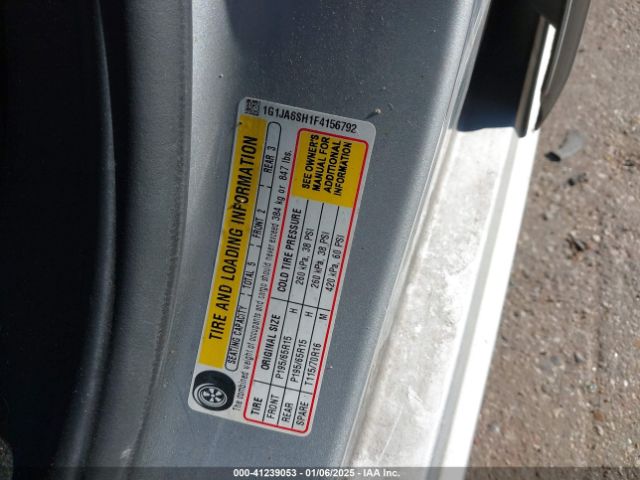 1G1JA6SH1F4156792
TIRE AND LOADING INFORMATION
SEATING CAPACITY TOTAL 5 FRONT 2 REAR 3
The combined weight of occupants and cargo should never exceed 384 kg or 847 lbs.
TIRE ORIGINAL SIZE COLD TIRE PRESSURE
FRONT P195/65R15 H 260 kPa, 38 PSI
REAR P195/65R15 H 260 kPa, 38 PSI
SPARE T115/70R16 M 420 kPa, 60 PSI
SEE OWNER'S
MANUAL FOR
ADDITIONAL
INFORMATION
000-41239053 - 01/06/2025 - IAA Inc.